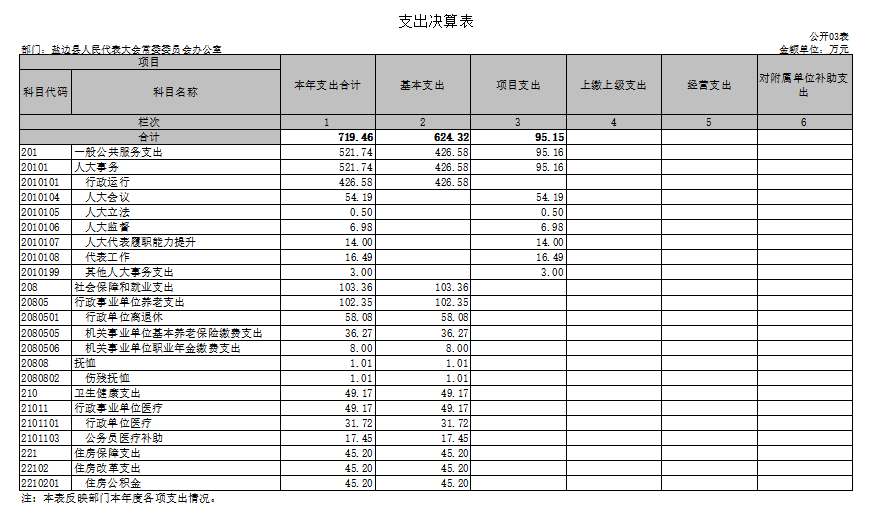 支出决算表
公开03表
部门：盐边县人民代表大会常委委员会办公室 金额单位：万元
项目 本年支出合计 基本支出 项目支出 上缴上级支出 经营支出 对附属单位补助支出
科目代码 科目名称
栏次 1 2 3 4 5 6
合计 719.46 624.32 95.15
201 一般公共服务支出 521.74 426.58 95.16
20101 人大事务 521.74 426.58 95.16
2010101 行政运行 426.58 426.58
2010104 人大会议 54.19 54.19
2010105 人大立法 0.50 0.50
2010106 人大监督 6.98 6.98
2010107 人大代表履职能力提升 14.00 14.00
2010108 代表工作 16.49 16.49
2010199 其他人大事务支出 3.00 3.00
208 社会保障和就业支出 103.36 103.36
20805 行政事业单位养老支出 102.35 102.35
2080501 行政单位离退休 58.08 58.08
2080505 机关事业单位基本养老保险缴费支出 36.27 36.27
2080506 机关事业单位职业年金缴费支出 8.00 8.00
20808 抚恤 1.01 1.01
2080802 伤残抚恤 1.01 1.01
210 卫生健康支出 49.17 49.17
21011 行政事业单位医疗 49.17 49.17
2101101 行政单位医疗 31.72 31.72
2101103 公务员医疗补助 17.45 17.45
221 住房保障支出 45.20 45.20
22102 住房改革支出 45.20 45.20
2210201 住房公积金 45.20 45.20
注：本表反映部门本年度各项支出情况。